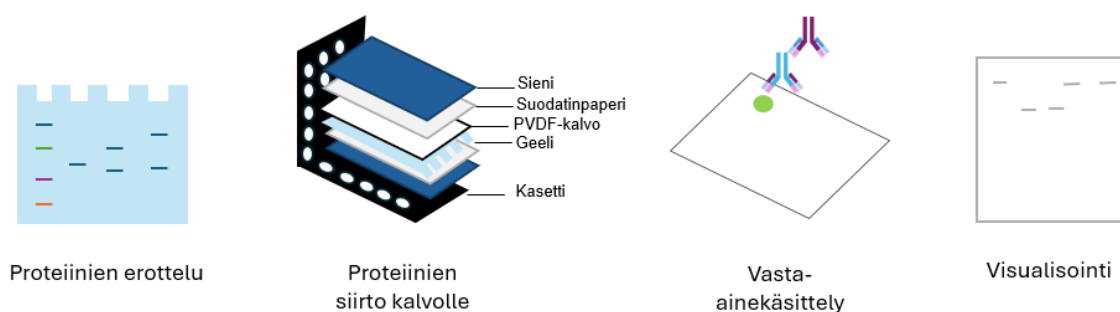 Sieni
Suodatinpaperi
PVDF-kalvo
Geeli
Kasetti
Proteiinien erottelu
Proteiinien
siirto kalvolle
Vasta-
ainekäsittely
Visualisointi